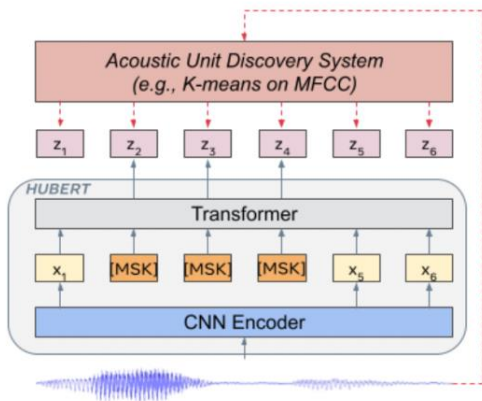 Acoustic Unit Discovery System
(e.g., K-means on MFCC)
z1 z2 z3 z4 z5 z6
HUBERT
Transformer
x1 [MSK] [MSK] [MSK] x5 x6
CNN Encoder